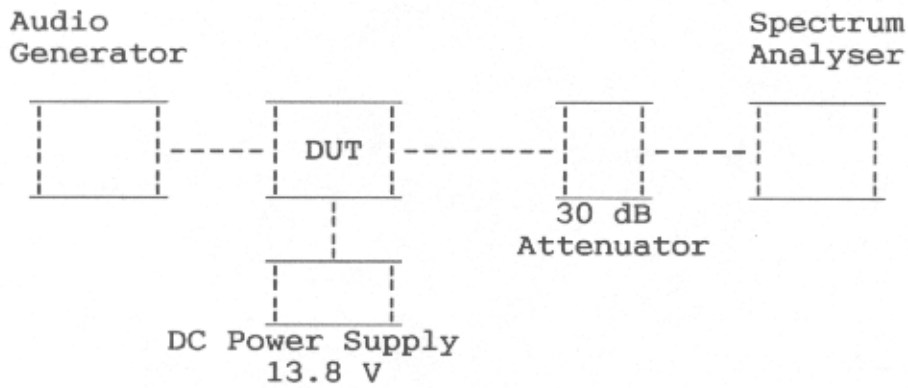 Audio
Generator
Spectrum
Analyser
DUT
30 dB
Attenuator
DC Power Supply
13.8 V